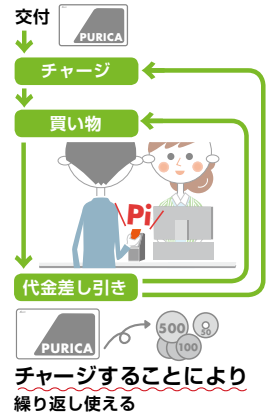 交付
PURICA
チャージ
買い物
Pi
代金差し引き
PURICA
500
50
100
チャージすることにより
繰り返し使える